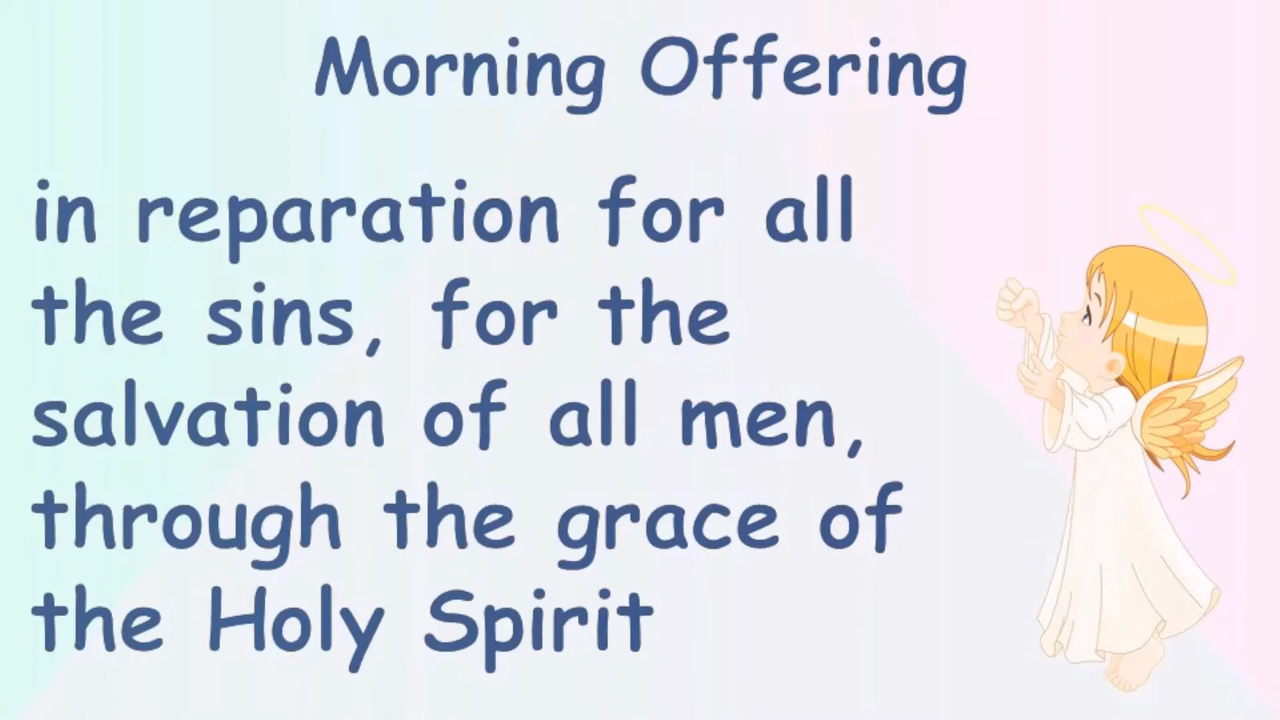 Morning Offering
in reparation for all
the sins, for the
salvation of all men,
through the grace of
the Holy Spirit